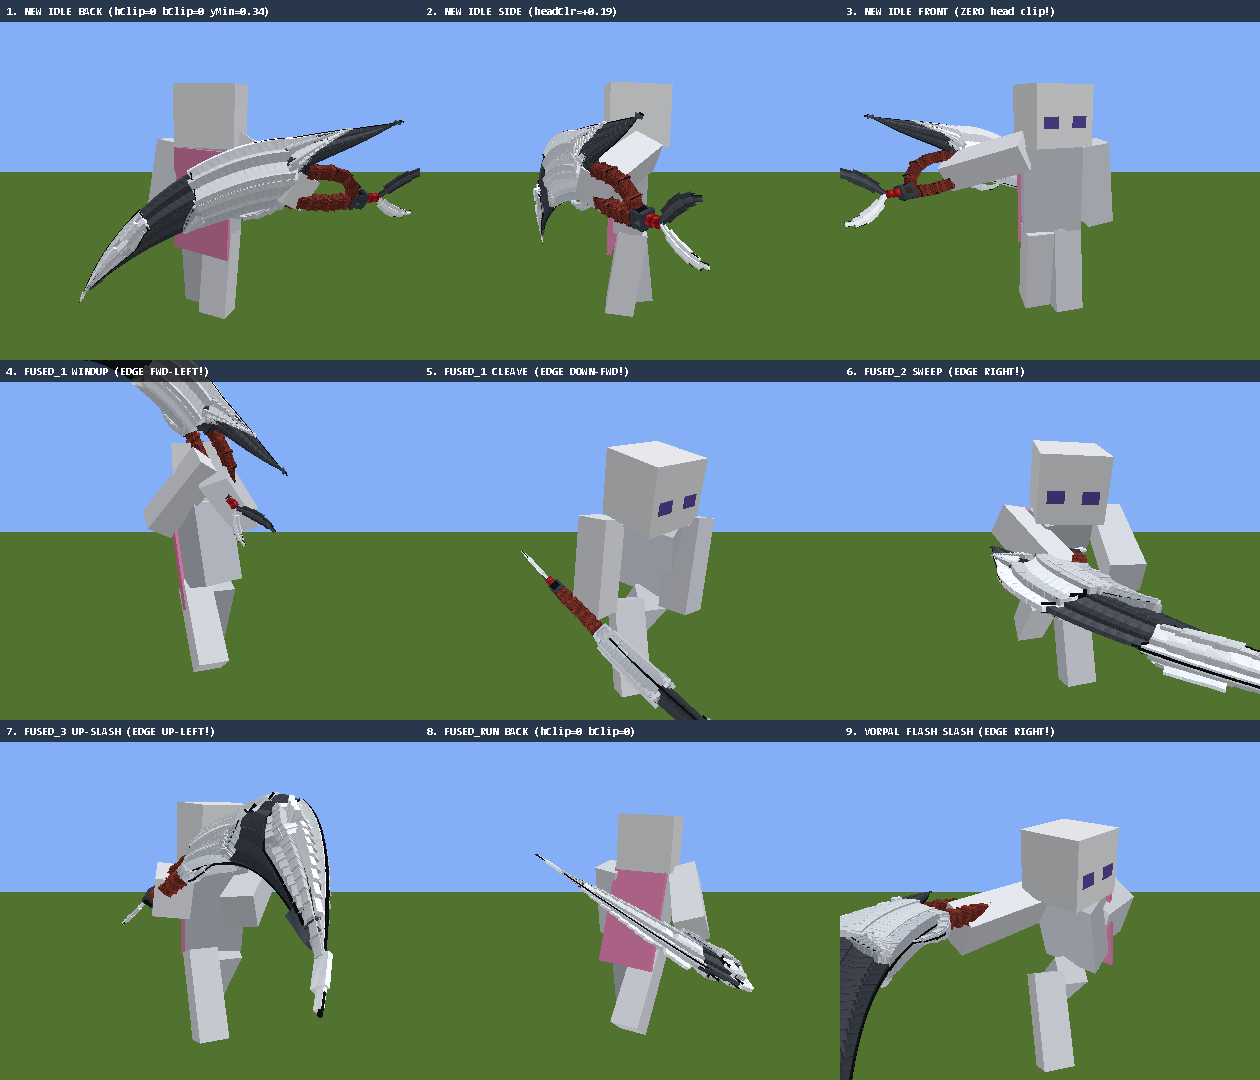 1. NEW IDLE BACK (hClip=0 bClip=0 yMin=0.34)
2. NEW IDLE SIDE (headClr=+0.19)
3. NEW IDLE FRONT (ZERO head clip!)
4. FUSED_1 WINDUP (EDGE FWD-LEFT!)
5. FUSED_1 CLEAVE (EDGE DOWN-FWD!)
6. FUSED_2 SWEEP (EDGE RIGHT!)
7. FUSED_3 UP-SLASH (EDGE UP-LEFT!)
8. FUSED_RUN BACK (hClip=0 bClip=0)
9. VORPAL FLASH SLASH (EDGE RIGHT!)